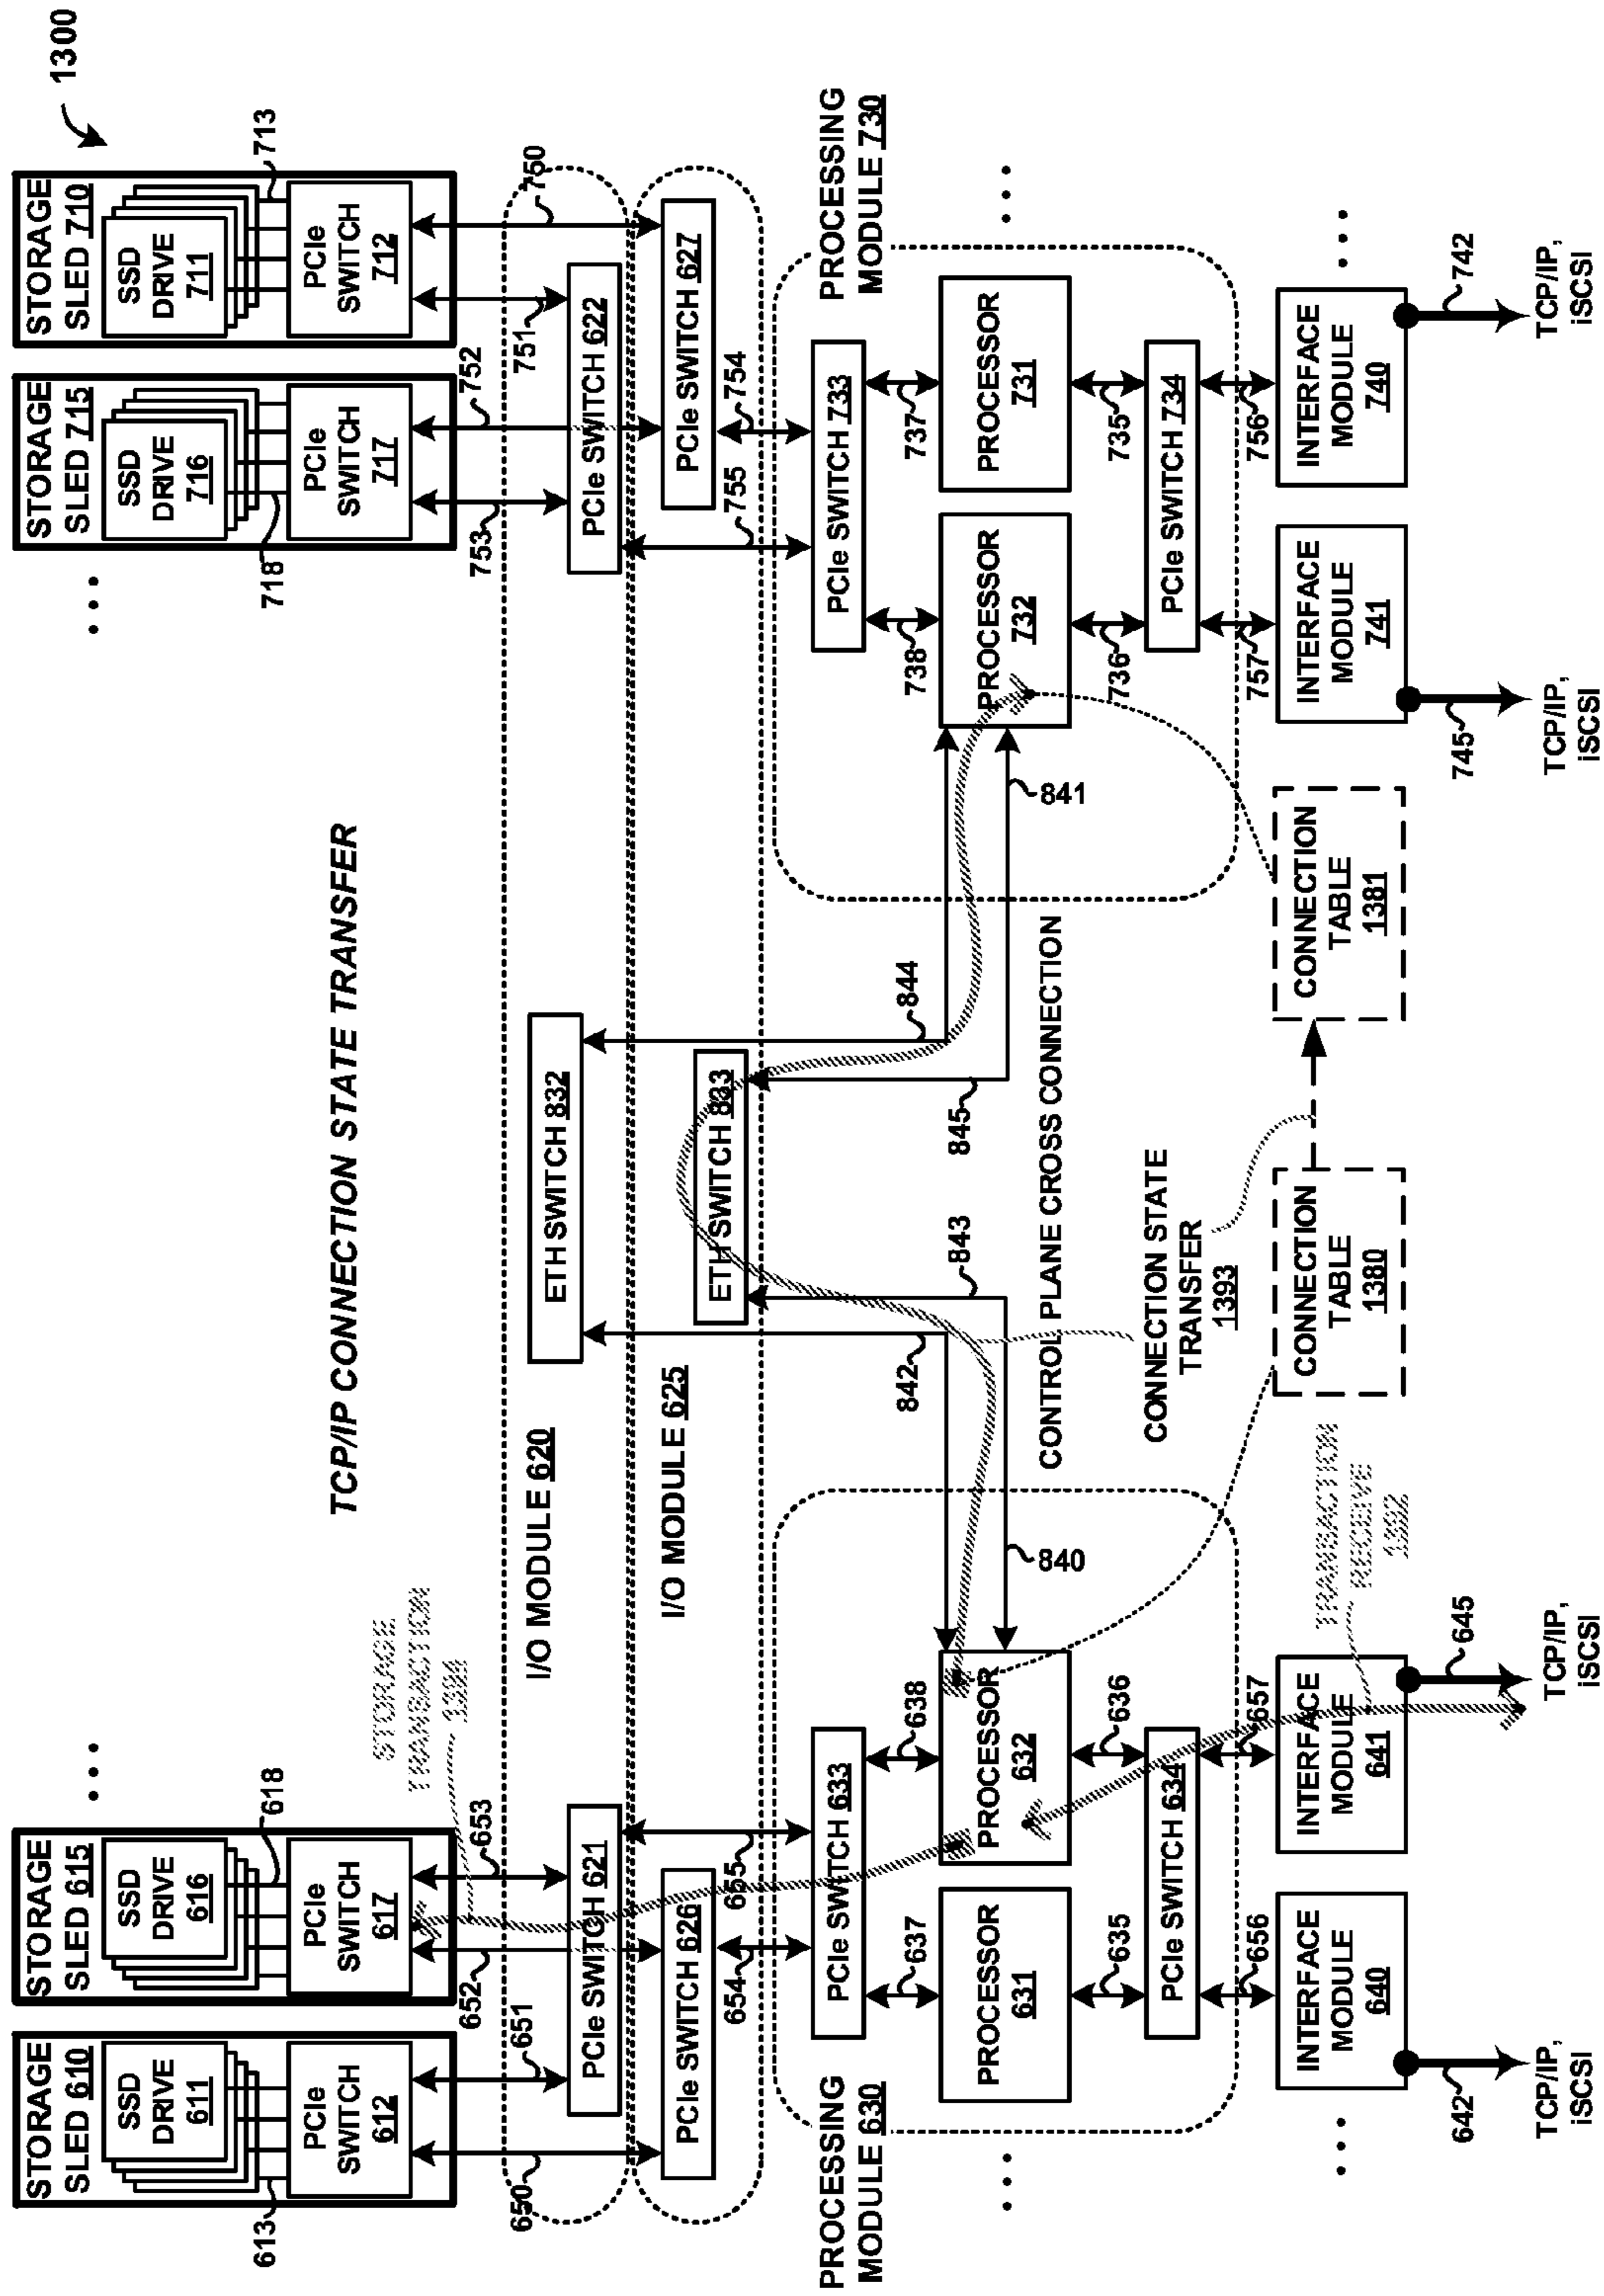 1300
TCP/IP CONNECTION STATE TRANSFER
STORAGE
SLED 610
SSD
DRIVE
611
613
PCIe
SWITCH
612
STORAGE
SLED 615
SSD
DRIVE
616
618
PCIe
SWITCH
617
STORAGE
SLED 715
SSD
DRIVE
716
718
PCIe
SWITCH
717
STORAGE
SLED 710
SSD
DRIVE
711
713
PCIe
SWITCH
712
STORAGE
TRANSACTION
650
651
652
653
753
752
751
750
I/O MODULE 620
ETH SWITCH 832
PCIe SWITCH 621
PCIe SWITCH 622
I/O MODULE 625
PCIe SWITCH 626
ETH SWITCH 833
PCIe SWITCH 627
654
655
755
754
PROCESSING
MODULE 630
PCIe SWITCH 633
637
638
842
843
845
844
PROCESSING
MODULE 730
PCIe SWITCH 733
738
737
PROCESSOR
631
PROCESSOR
632
PROCESSOR
732
PROCESSOR
731
840
841
CONTROL PLANE CROSS CONNECTION
635
636
736
735
PCIe SWITCH 634
PCIe SWITCH 734
CONNECTION STATE
TRANSFER
1393
656
657
757
756
INTERFACE
MODULE
640
INTERFACE
MODULE
641
TRANSACTION
RECEIVE
CONNECTION
TABLE
1380
CONNECTION
TABLE
1381
INTERFACE
MODULE
741
INTERFACE
MODULE
740
642
645
745
742
TCP/IP,
iSCSI
TCP/IP,
iSCSI
TCP/IP,
iSCSI
TCP/IP,
iSCSI